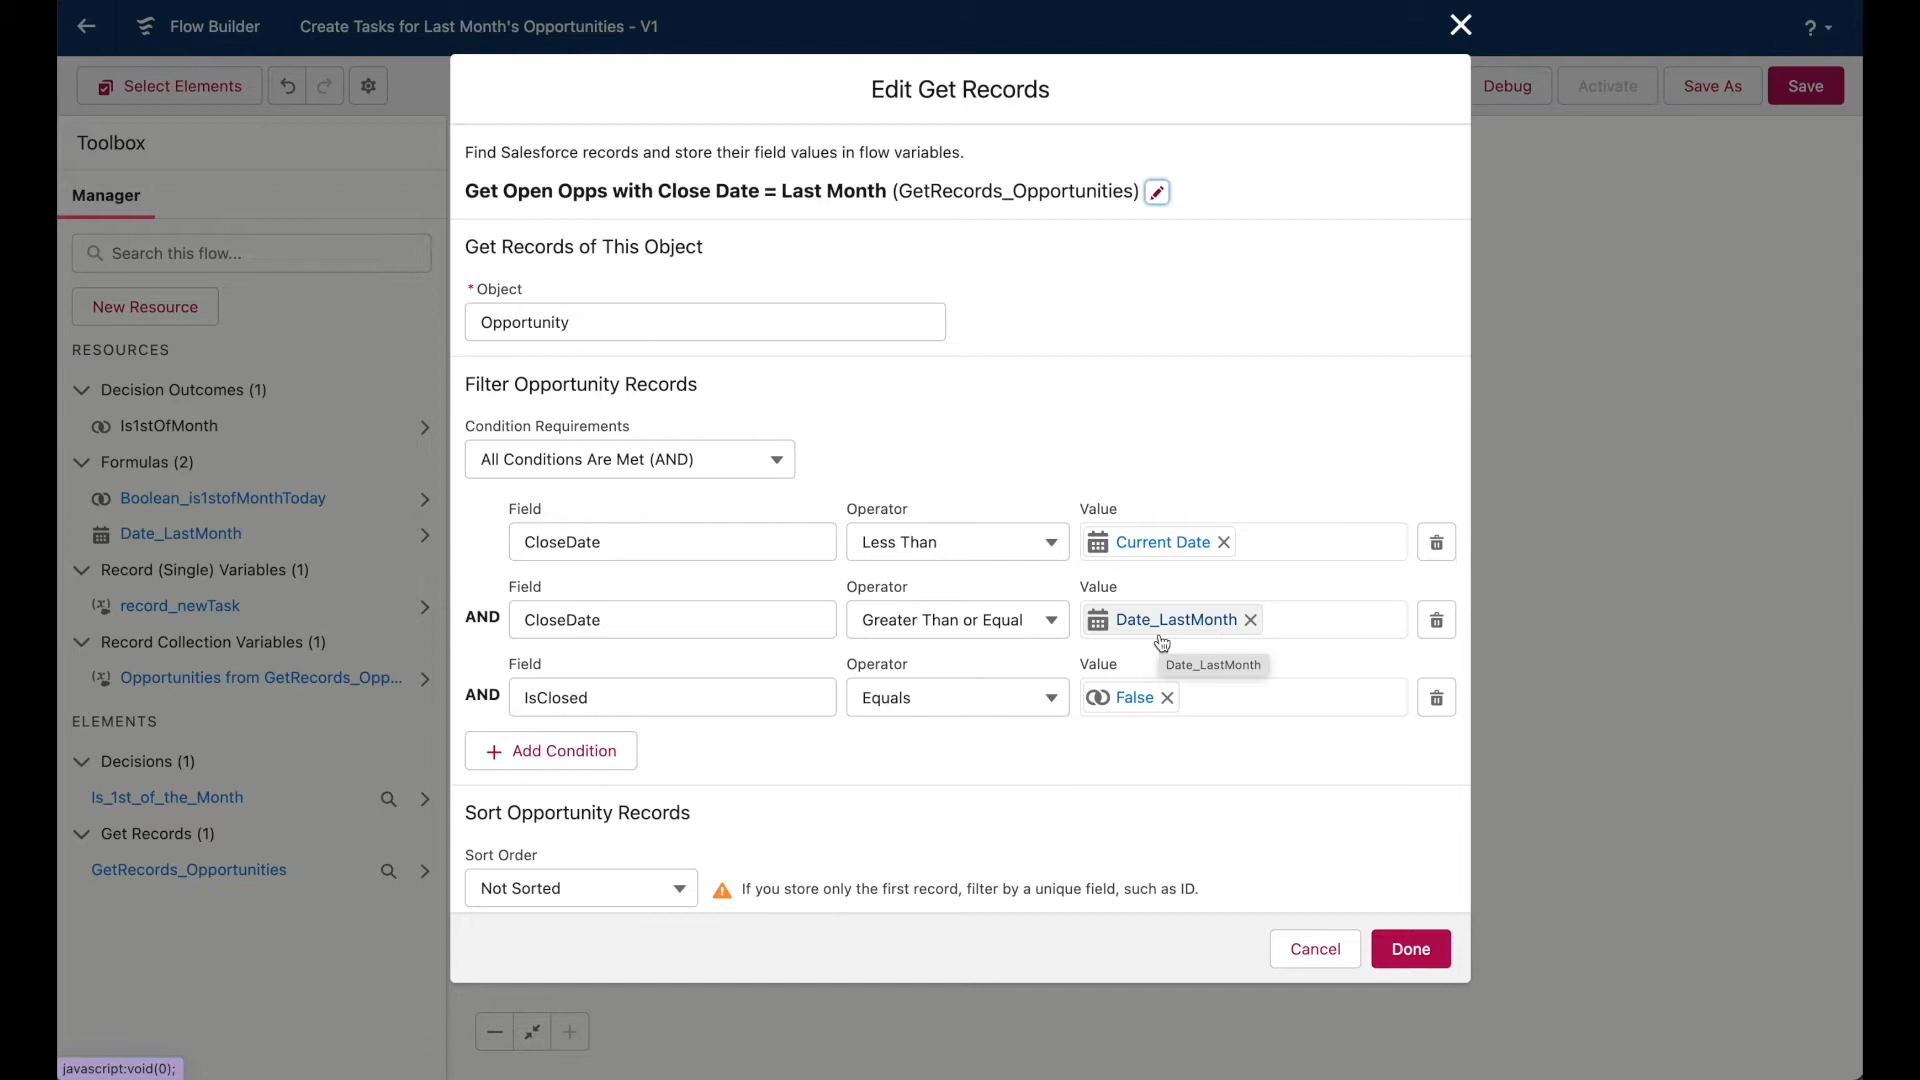 Flow Builder
Create Tasks for Last Month's Opportunities - V1
?
Select Elements
Debug
Activate
Save As
Save
Toolbox
Manager
Search this flow...
New Resource
RESOURCES
Decision Outcomes (1)
Is1stOfMonth
Formulas (2)
Boolean_is1stofMonthToday
Date_LastMonth
Record (Single) Variables (1)
record_newTask
Record Collection Variables (1)
Opportunities from GetRecords_Opp...
ELEMENTS
Decisions (1)
Is_1st_of_the_Month
Get Records (1)
GetRecords_Opportunities
javascript:void(0);
Edit Get Records
Find Salesforce records and store their field values in flow variables.
Get Open Opps with Close Date = Last Month (GetRecords_Opportunities)
Get Records of This Object
* Object
Opportunity
Filter Opportunity Records
Condition Requirements
All Conditions Are Met (AND)
Field Operator Value
CloseDate Less Than Current Date
Field Operator Value
AND CloseDate Greater Than or Equal Date_LastMonth
Date_LastMonth
Field Operator Value
AND IsClosed Equals False
+ Add Condition
Sort Opportunity Records
Sort Order
Not Sorted If you store only the first record, filter by a unique field, such as ID.
Cancel
Done